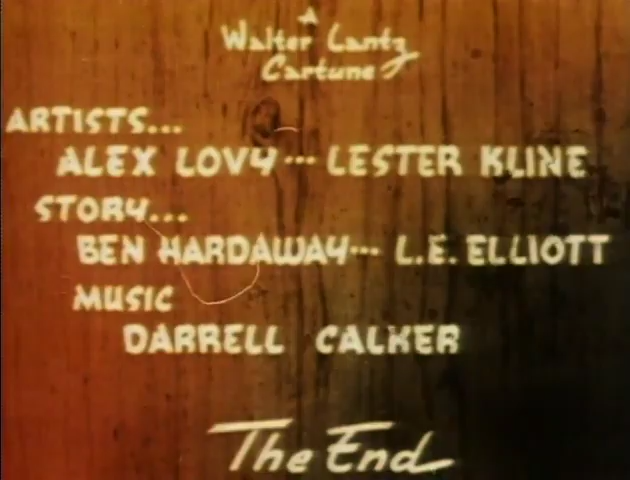 A
Walter Lantz
Cartune
ARTISTS...
ALEX LOVY... LESTER KLINE
STORY...
BEN HARDAWAY... L.E. ELLIOTT
MUSIC
DARRELL CALKER
The End